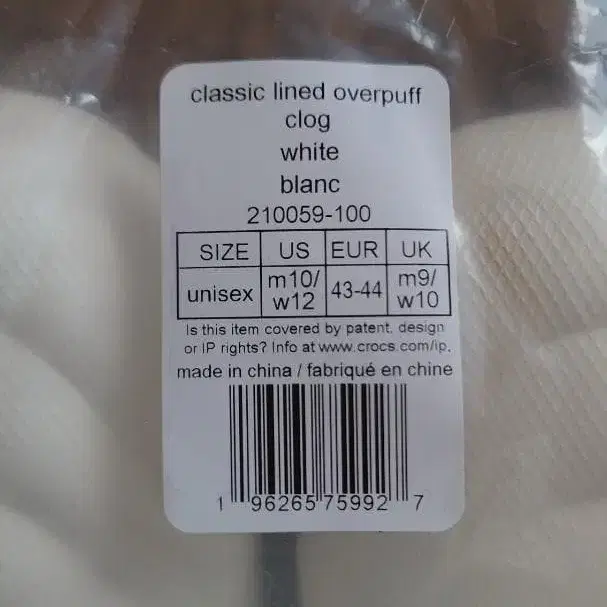 classic lined overpuff
clog
white
blanc
210059-100
SIZE US EUR UK
unisex m10/w12 43-44 m9/w10
Is this item covered by patent, design
or IP rights? Info at www.crocs.com/ip.
made in china / fabriqué en chine
1 96265 75992 7